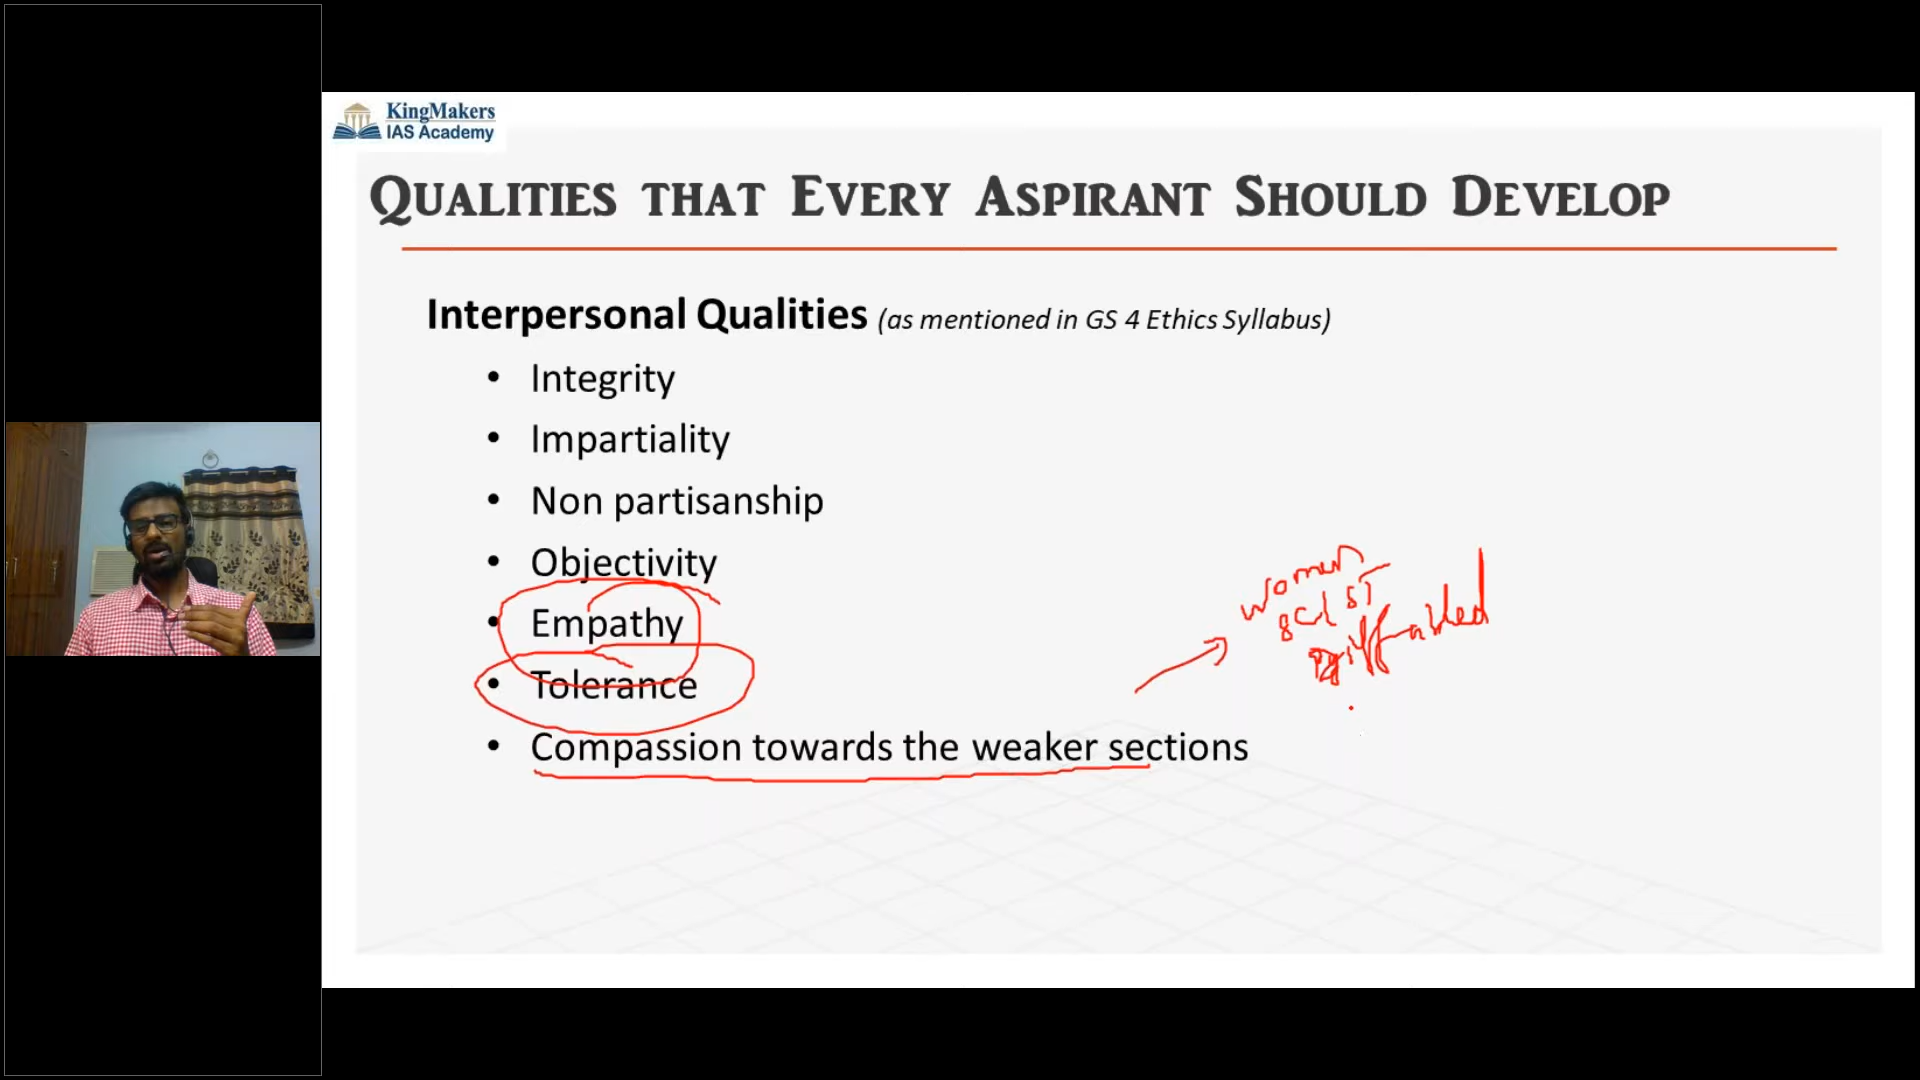 KingMakers
IAS Academy
QUALITIES THAT EVERY ASPIRANT SHOULD DEVELOP
Interpersonal Qualities (as mentioned in GS 4 Ethics Syllabus)
• Integrity
• Impartiality
• Non partisanship
• Objectivity
• Empathy
• Tolerance
• Compassion towards the weaker sections
women
SC/ ST